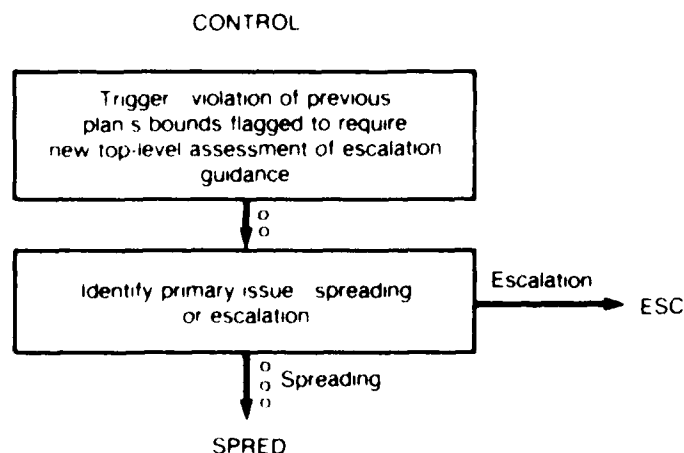 CONTROL
Trigger violation of previous
plan s bounds flagged to require
new top-level assessment of escalation
guidance
o
o
Identify primary issue spreading
or escalation
Escalation
ESC
o
o Spreading
o
SPRED